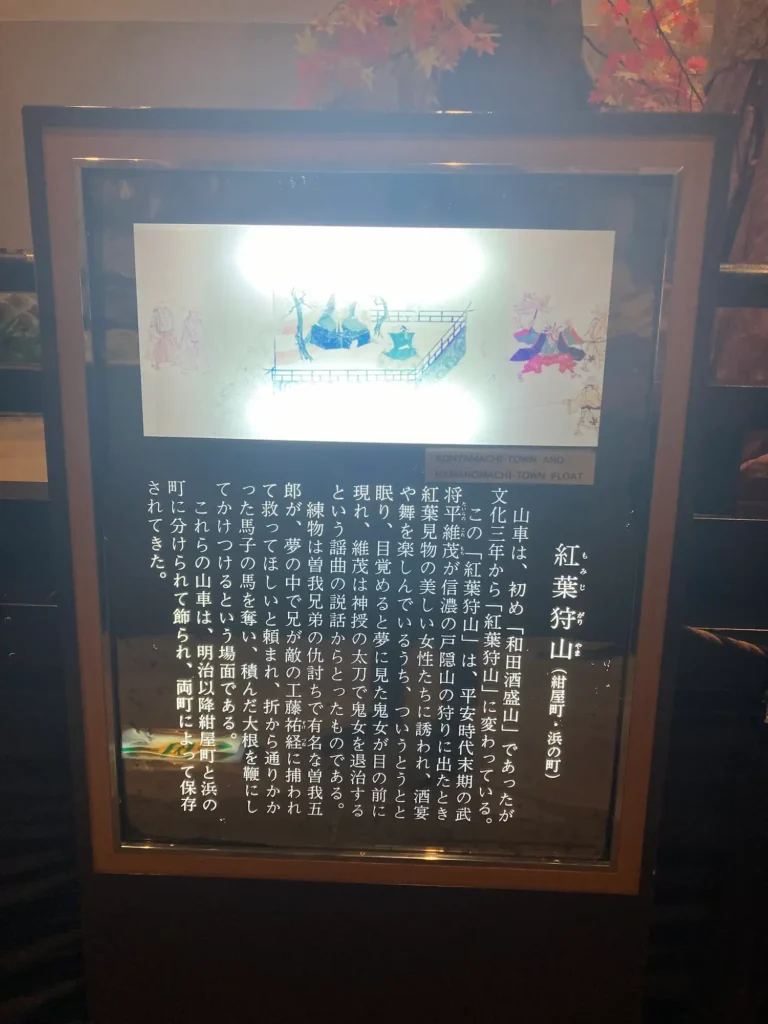 KONYAMACHI-TOWN AND
HAMANOMACHI-TOWN FLOAT
紅葉狩山(紺屋町・浜の町)
もみじ がり やま
山車は、初め「和田酒盛山」であったが
文化三年から「紅葉狩山」に変わっている。
この「紅葉狩山」は、平安時代末期の武
将平維茂が信濃の戸隠山の狩りに出たとき
紅葉見物の美しい女性たちに誘われ、酒宴
や舞を楽しんでいるうち、ついうとうとと
眠り、目覚めると夢に見た鬼女が目の前に
現れ、維茂は神授の太刀で鬼女を退治する
という謡曲の説話からとったものである。
練物は曽我兄弟の仇討ちで有名な曽我五
郎が、夢の中で兄が敵の工藤祐経に捕われ
て救ってほしいと頼まれ、折から通りかか
った馬子の馬を奪い、積んだ大根を鞭にし
てかけつけるという場面である。
これらの山車は、明治以降紺屋町と浜の
町に分けられて飾られ、両町によって保存
されてきた。